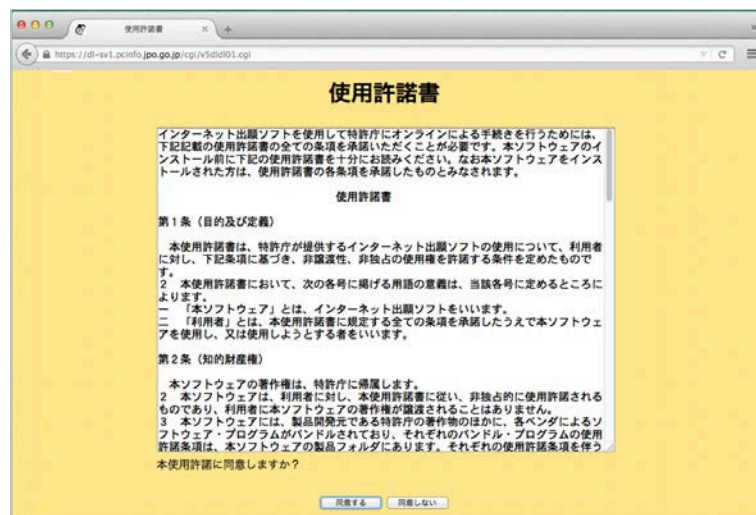 使用許諾書
https://dl-sv1.pcinfo.jpo.go.jp/cgi/v5dldl01.cgi
使用許諾書
インターネット出願ソフトを使用して特許庁にオンラインによる手続きを行うためには、
下記記載の使用許諾書の全ての条項を承諾いただくことが必要です。本ソフトウェアのイ
ンストール前に下記の使用許諾書を十分にお読みください。なお本ソフトウェアをインス
トールされた方は、使用許諾書の各条項を承諾したものとみなされます。
使用許諾書
第1条（目的及び定義）
本使用許諾書は、特許庁が提供するインターネット出願ソフトの使用について、利用者
に対し、下記条項に基づき、非譲渡性、非独占の使用権を許諾する条件を定めたもので
す。
2 本使用許諾書において、次の各号に掲げる用語の意義は、当該各号に定めるところに
よります。
一 「本ソフトウェア」とは、インターネット出願ソフトをいいます。
二 「利用者」とは、本使用許諾書に規定する全ての条項を承諾したうえで本ソフトウェ
アを使用し、又は使用しようとする者をいいます。
第2条（知的財産権）
本ソフトウェアの著作権は、特許庁に帰属します。
2 本ソフトウェアは、利用者に対し、本使用許諾書に従い、非独占的に使用許諾される
ものであり、利用者に本ソフトウェアの著作権が譲渡されることはありません。
3 本ソフトウェアには、製品開発元である特許庁の著作物のほかに、各ベンダによるソ
フトウェア・プログラムがバンドルされており、それぞれのバンドル・プログラムの使用
許諾条項は、本ソフトウェアの製品フォルダにあります。それぞれの使用許諾条項を伴う
本使用許諾に同意しますか？
同意する 同意しない